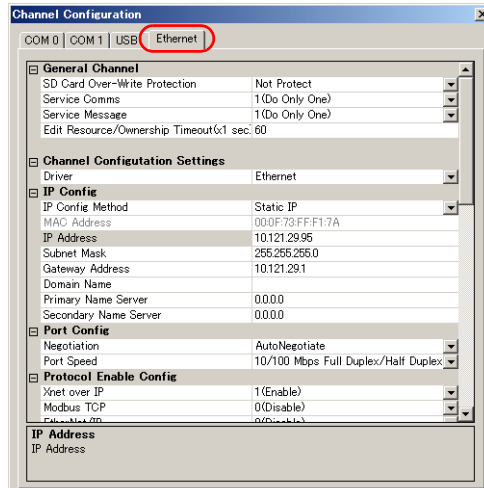 Channel Configuration
COM 0 COM 1 USB Ethernet
General Channel
SD Card Over-Write Protection Not Protect
Service Comms 1(Do Only One)
Service Message 1(Do Only One)
Edit Resource/Ownership Timeout(x1 sec. 60
Channel Configutation Settings
Driver Ethernet
IP Config
IP Config Method Static IP
MAC Address 00:0F:73:FF:F1:7A
IP Address 10.121.29.95
Subnet Mask 255.255.255.0
Gateway Address 10.121.29.1
Domain Name
Primary Name Server 0.0.0.0
Secondary Name Server 0.0.0.0
Port Config
Negotiation AutoNegotiate
Port Speed 10/100 Mbps Full Duplex/Half Duplex
Protocol Enable Config
Xnet over IP 1(Enable)
Modbus TCP 0(Disable)
EtherNet/IP 0(Disable)
IP Address
IP Address